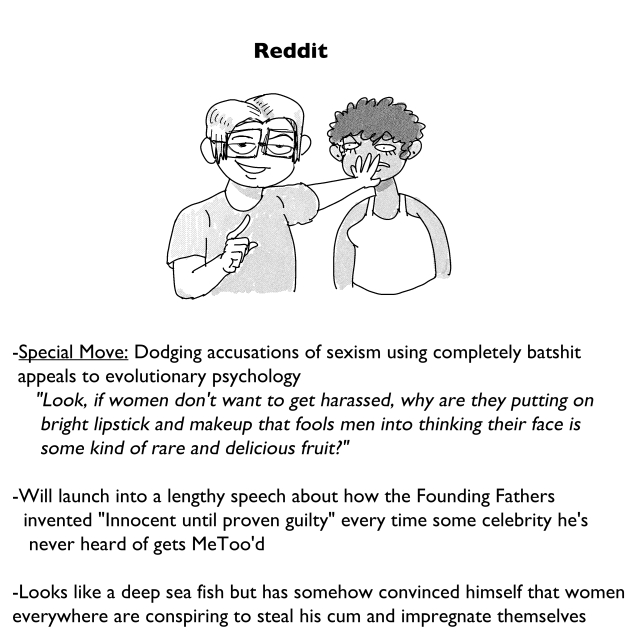 Reddit
-Special Move: Dodging accusations of sexism using completely batshit
appeals to evolutionary psychology
"Look, if women don't want to get harassed, why are they putting on
bright lipstick and makeup that fools men into thinking their face is
some kind of rare and delicious fruit?"
-Will launch into a lengthy speech about how the Founding Fathers
invented "Innocent until proven guilty" every time some celebrity he's
never heard of gets MeToo'd
-Looks like a deep sea fish but has somehow convinced himself that women
everywhere are conspiring to steal his cum and impregnate themselves